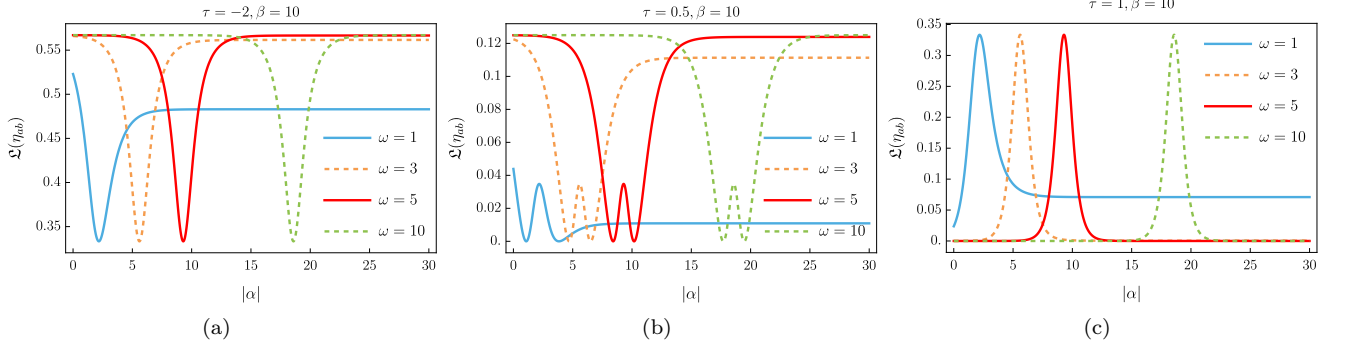 τ = −2, β = 10
0.55
0.5
0.45
0.4
0.35
𝔏(η_ab)
ω = 1
ω = 3
ω = 5
ω = 10
0 5 10 15 20 25 30
|α|
(a)
τ = 0.5, β = 10
0.12
0.1
0.08
0.06
0.04
0.02
0.
𝔏(η_ab)
ω = 1
ω = 3
ω = 5
ω = 10
0 5 10 15 20 25 30
|α|
(b)
τ = 1, β = 10
0.35
0.3
0.25
0.2
0.15
0.1
0.05
0.
𝔏(η_ab)
ω = 1
ω = 3
ω = 5
ω = 10
0 5 10 15 20 25 30
|α|
(c)